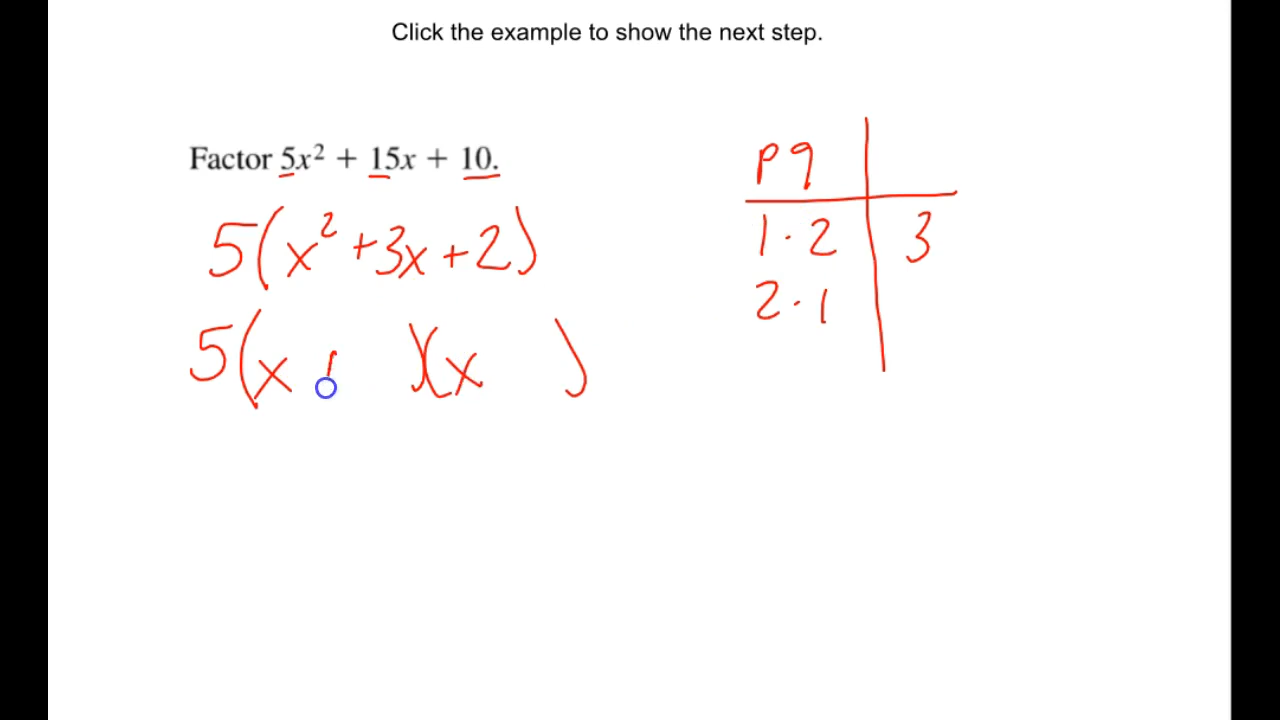 Click the example to show the next step.
Factor 5x² + 15x + 10.
5(x² + 3x + 2)
5(x )(x )
p q
1 · 2 3
2 · 1